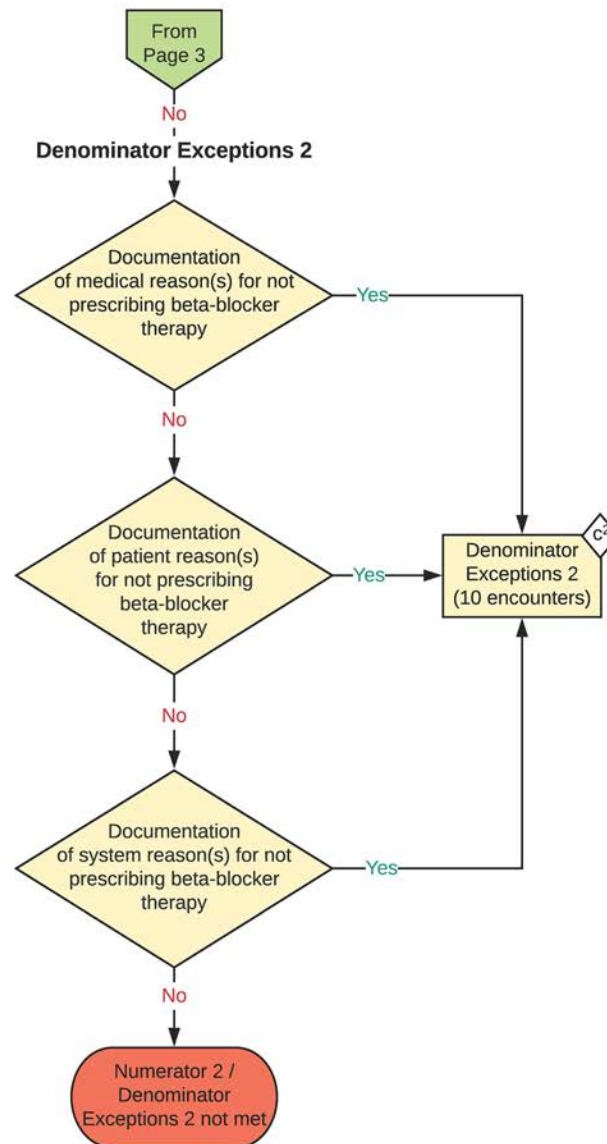 From
Page 3
No
Denominator Exceptions 2
Documentation
of medical reason(s) for not
prescribing beta-blocker
therapy
Yes
No
Documentation
of patient reason(s)
for not prescribing
beta-blocker
therapy
Yes
c²
Denominator
Exceptions 2
(10 encounters)
No
Documentation
of system reason(s) for not
prescribing beta-blocker
therapy
Yes
No
Numerator 2 /
Denominator
Exceptions 2 not met